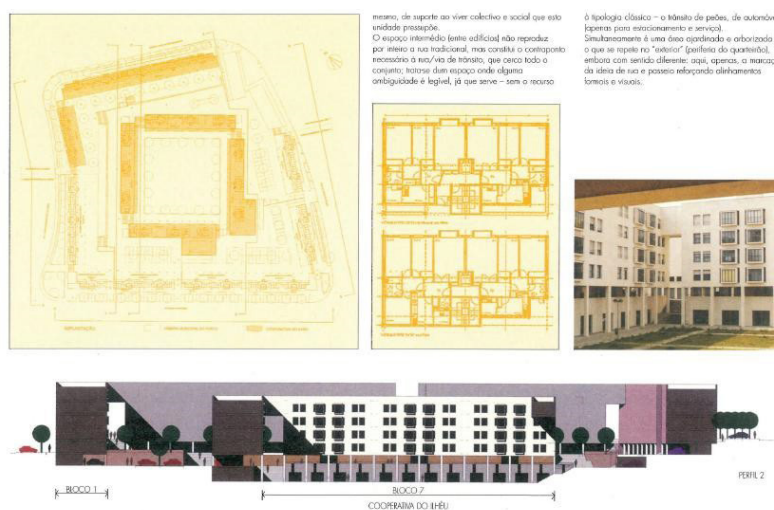 mesmo, de suporte ao viver colectivo e social que esta
unidade pressupõe.
O espaço intermédio (entre edifícios) não reproduz
por inteiro a rua tradicional, mas constitui o contraponto
necessário à rua/via de trânsito, que cerca todo o
conjunto; trata-se dum espaço onde alguma
ambiguidade é legível, já que serve – sem o recurso
à tipologia clássica – o trânsito de peões, de automóve
(apenas para estacionamento e serviço).
Simultaneamente é uma área ajardinada e arborizada
o que se repete no "exterior" (periferia do quarteirão),
embora com sentido diferente; aqui, apenas, a marcaç
da ideia de rua e passeio reforçando alinhamentos
formais e visuais.
IMPLANTAÇÃO
PERFIL 2
BLOCO 1
BLOCO 7
COOPERATIVA DO ILHÉU